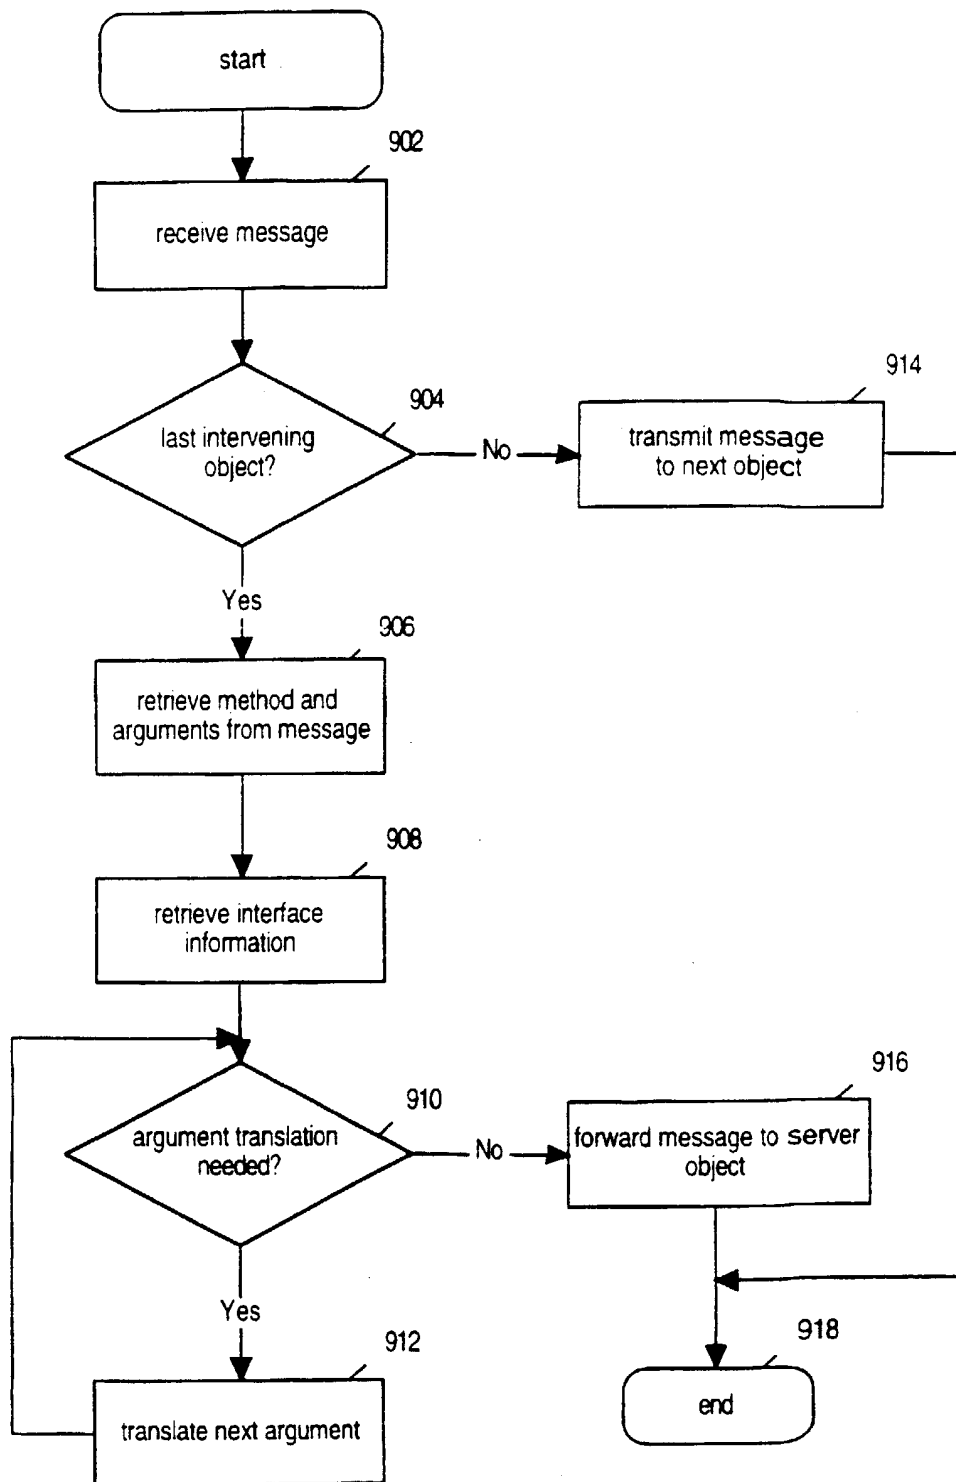 start
902
receive message
904
last intervening
object?
No
914
transmit message
to next object
Yes
906
retrieve method and
arguments from message
908
retrieve interface
information
910
argument translation
needed?
No
916
forward message to server
object
Yes
912
translate next argument
918
end